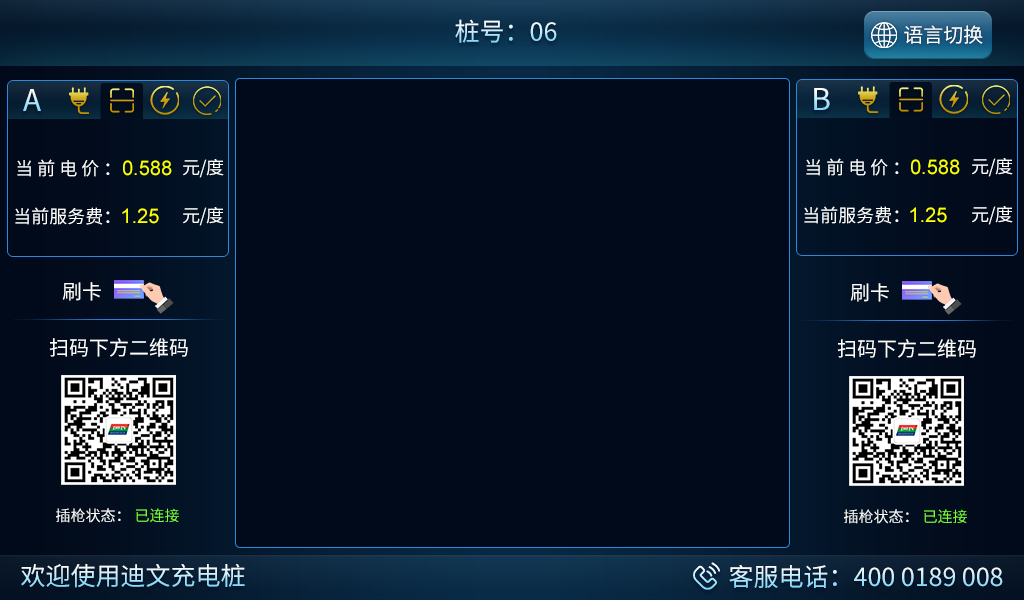 桩号：06
语言切换
A
当前电价：0.588 元/度
当前服务费：1.25 元/度
刷卡
扫码下方二维码
插枪状态：已连接
B
当前电价：0.588 元/度
当前服务费：1.25 元/度
刷卡
扫码下方二维码
插枪状态：已连接
欢迎使用迪文充电桩
客服电话：400 0189 008